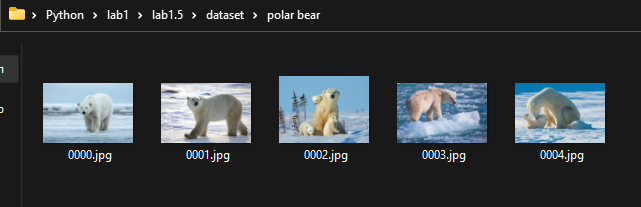 Python > lab1 > lab1.5 > dataset > polar bear
0000.jpg
0001.jpg
0002.jpg
0003.jpg
0004.jpg